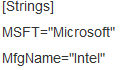 [Strings]
MSFT="Microsoft"
MfgName="Intel"